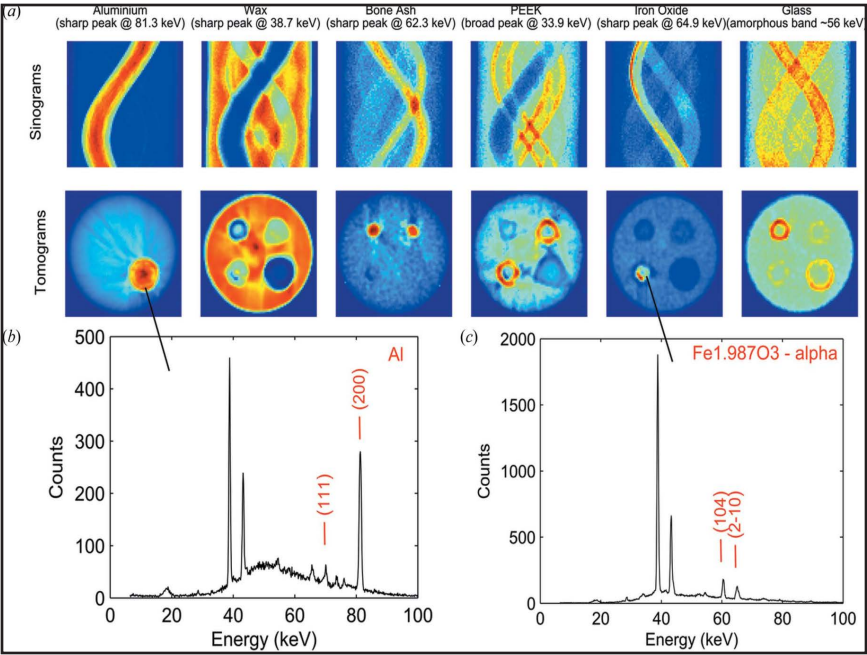 (a)
Aluminium
(sharp peak @ 81.3 keV)
Wax
(sharp peak @ 38.7 keV)
Bone Ash
(sharp peak @ 62.3 keV)
PEEK
(broad peak @ 33.9 keV)
Iron Oxide
(sharp peak @ 64.9 keV)
Glass
(amorphous band ~56 keV)
Sinograms
Tomograms
(b)
Al
(200)
(111)
Counts
500
400
300
200
100
0
0 20 40 60 80 100
Energy (keV)
(c)
Fe1.987O3 - alpha
(104)
(2-10)
Counts
2000
1500
1000
500
0
0 20 40 60 80 100
Energy (keV)